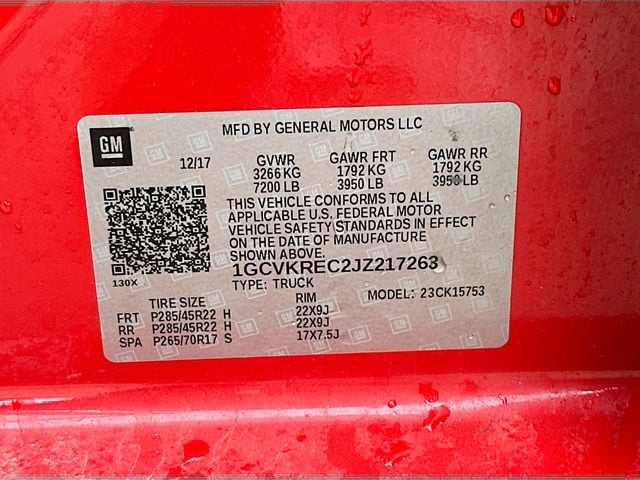 MFD BY GENERAL MOTORS LLC
GM
12/17 GVWR GAWR FRT GAWR RR
3266 KG 1792 KG 1792 KG
7200 LB 3950 LB 3950 LB
THIS VEHICLE CONFORMS TO ALL
APPLICABLE U.S. FEDERAL MOTOR
VEHICLE SAFETY STANDARDS IN EFFECT
ON THE DATE OF MANUFACTURE
SHOWN ABOVE.
1GCVKREC2JZ217263
130X
TYPE: TRUCK MODEL: 23CK15753
TIRE SIZE RIM
FRT P285/45R22 H 22X9J
RR P285/45R22 H 22X9J
SPA P265/70R17 S 17X7.5J